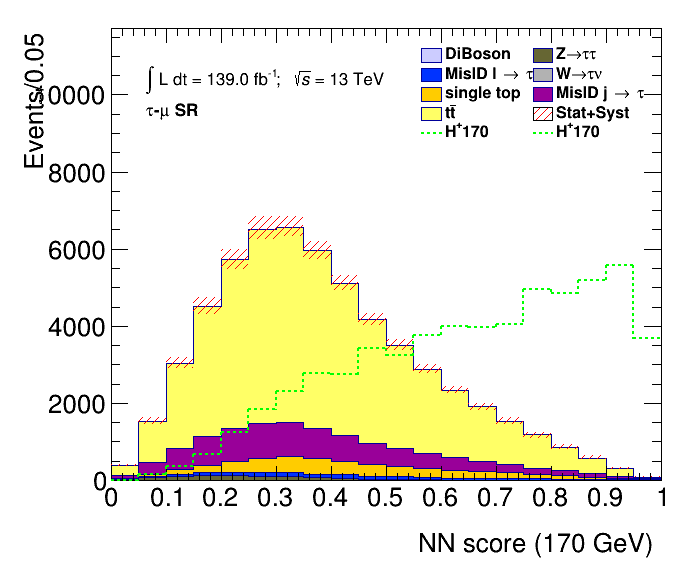 Events/0.05
∫ L dt = 139.0 fb⁻¹; √s = 13 TeV
τ-μ SR
DiBoson
Z→ττ
MisID l → τ
W→τν
single top
MisID j → τ
tt̄
Stat+Syst
H⁺170
H⁺170
10000
8000
6000
4000
2000
0
0 0.1 0.2 0.3 0.4 0.5 0.6 0.7 0.8 0.9 1
NN score (170 GeV)